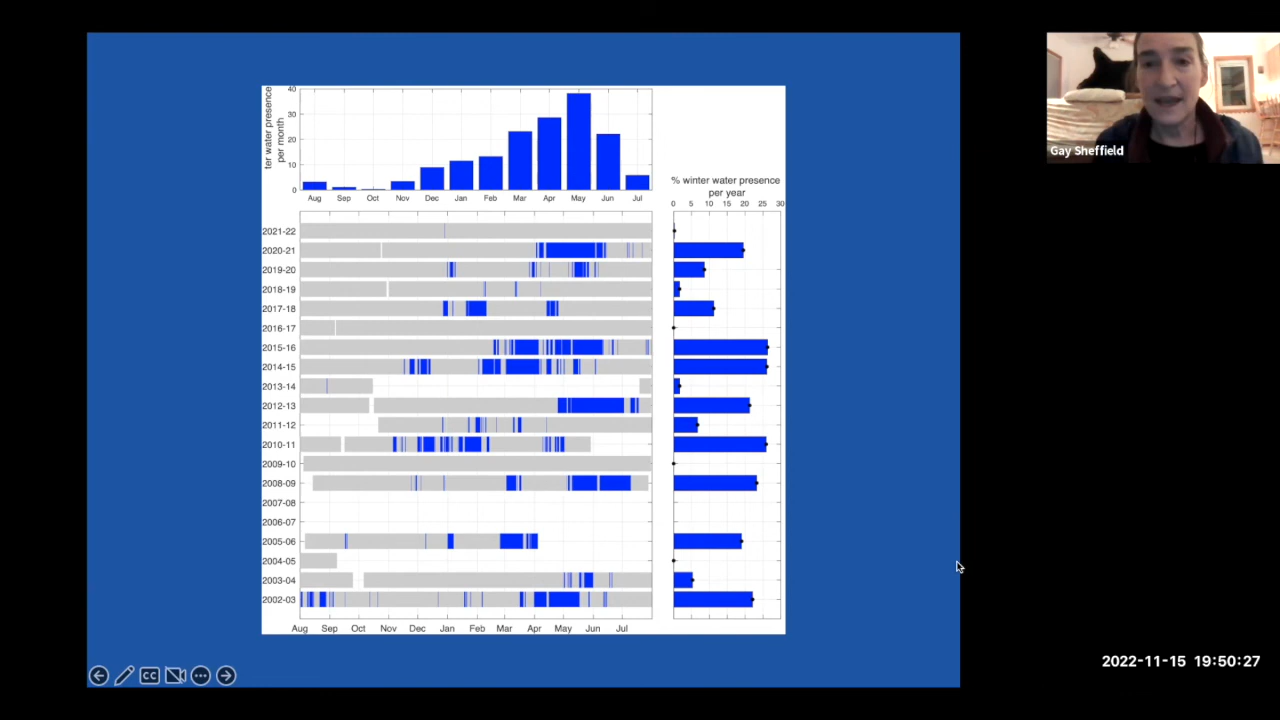 ter water presence
per month
40
30
20
10
0
Aug Sep Oct Nov Dec Jan Feb Mar Apr May Jun Jul
% winter water presence
per year
0 5 10 15 20 25 30
2021-22
2020-21
2019-20
2018-19
2017-18
2016-17
2015-16
2014-15
2013-14
2012-13
2011-12
2010-11
2009-10
2008-09
2007-08
2006-07
2005-06
2004-05
2003-04
2002-03
Aug Sep Oct Nov Dec Jan Feb Mar Apr May Jun Jul
CC
Gay Sheffield
2022-11-15 19:50:27